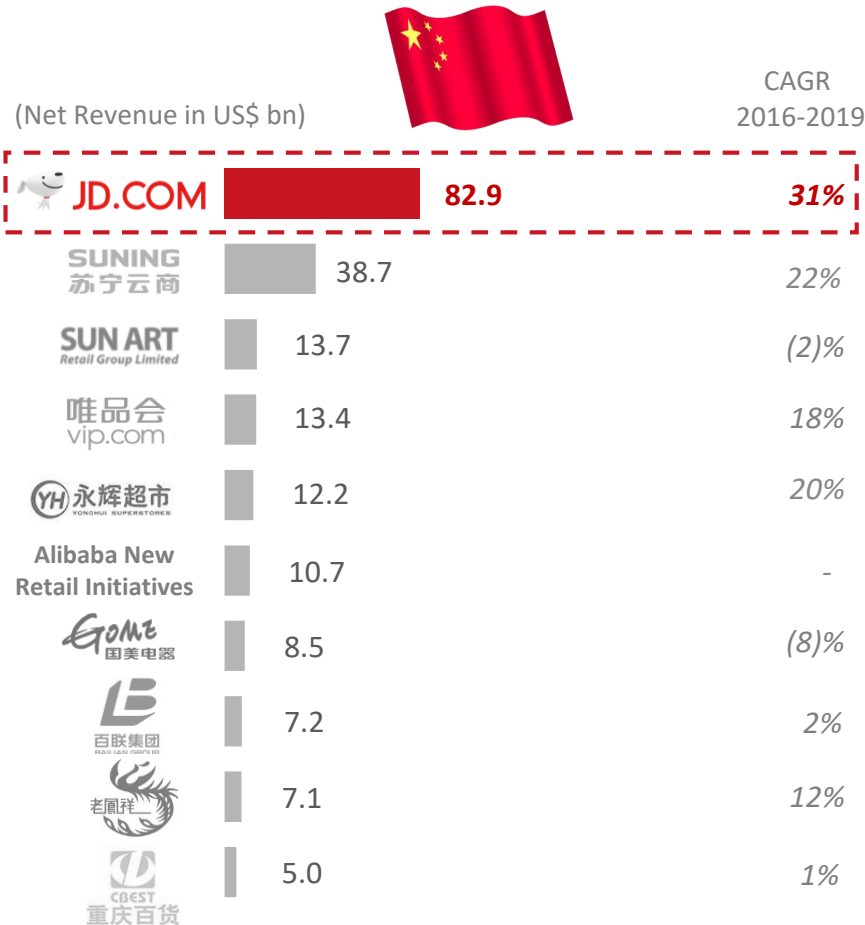 CAGR
(Net Revenue in US$ bn)
2016-2019
JD.COM 82.9 31%
SUNING
苏宁云商
38.7 22%
SUN ART
Retail Group Limited
13.7 (2)%
唯品会
vip.com
13.4 18%
YH 永辉超市
YONGHUI SUPERSTORES
12.2 20%
Alibaba New
Retail Initiatives
10.7 -
GOME
国美电器
8.5 (8)%
百联集团
BAILIAN GROUP
7.2 2%
老鳳祥
7.1 12%
CBEST
重庆百货
5.0 1%